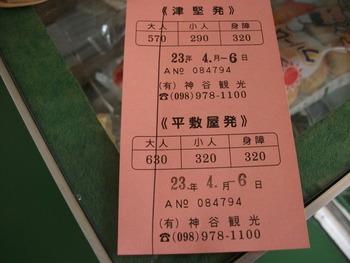 《津堅発》
大人 小人 身障
570 290 320
23年 4月-6日
ANo 084794
(有) 神谷観光
☎(098)978-1100
《平敷屋発》
大人 小人 身障
630 320 320
23年 4月-6日
ANo 084794
(有) 神谷観光
☎(098)978-1100